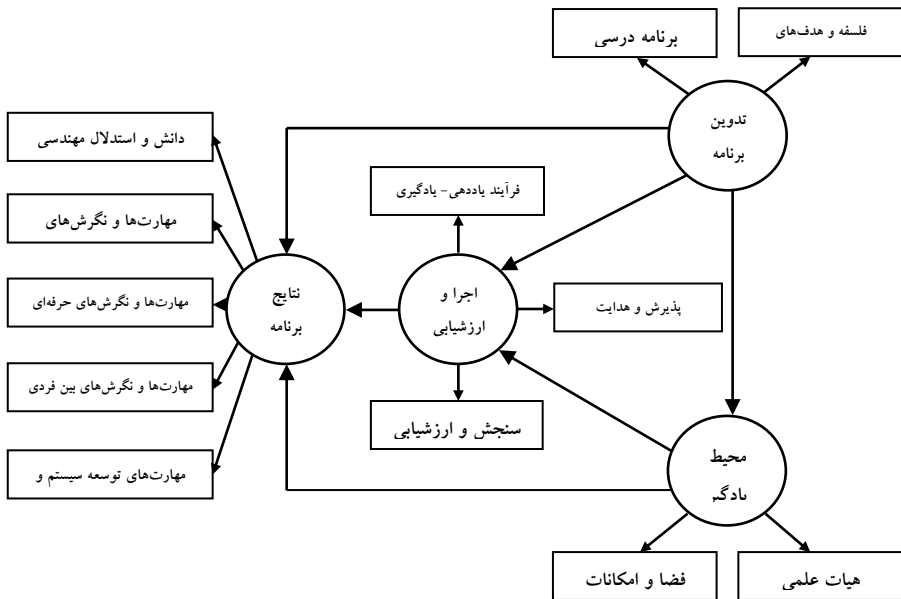 فلسفه و هدف‌های
برنامه درسی
تدوین
برنامه
دانش و استدلال مهندسی
فرآیند یاددهی- یادگیری
مهارت‌ها و نگرش‌های
نتایج
برنامه
اجرا و
ارزشیابی
پذیرش و هدایت
مهارت‌ها و نگرش‌های حرفه‌ای
مهارت‌ها و نگرش‌های بین فردی
سنجش و ارزشیابی
مهارت‌های توسعه سیستم و
محیط
یادگیر
هیات علمی
فضا و امکانات